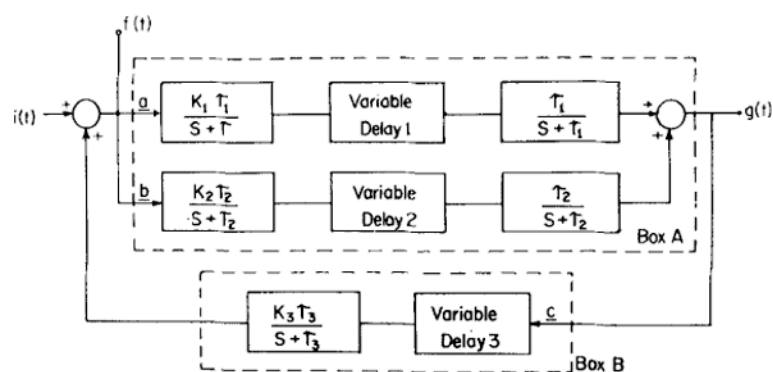 f(t)
i(t)
+
+
a
K₁ T₁
S + T
Variable
Delay 1
T₁
S + T₁
+
+
g(t)
b
K₂ T₂
S + T₂
Variable
Delay 2
T₂
S + T₂
Box A
K₃ T₃
S + T₃
Variable
Delay 3
c
Box B